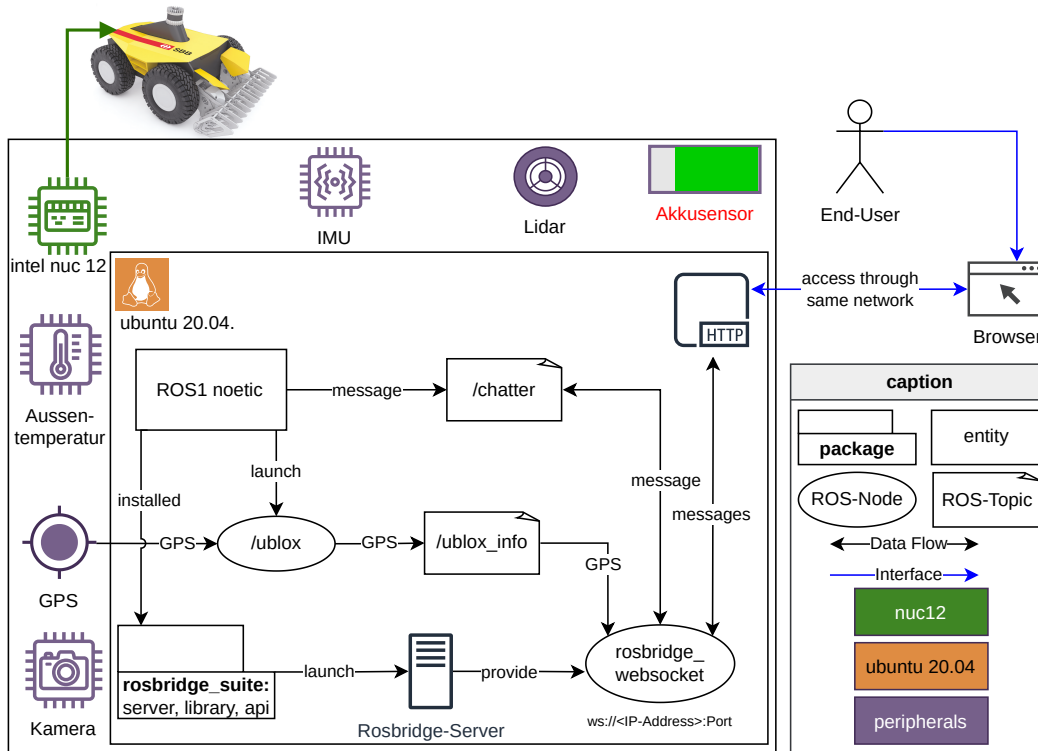 SBB
IMU
Lidar
Akkusensor
End-User
intel nuc 12
ubuntu 20.04.
HTTP
access through
same network
Browser
Aussen-
temperatur
ROS1 noetic
message
/chatter
launch
installed
message
messages
GPS
GPS
/ublox
GPS
/ublox_info
GPS
Kamera
rosbridge_suite:
server, library, api
launch
Rosbridge-Server
provide
rosbridge_
websocket
ws://<IP-Address>:Port
caption
package
entity
ROS-Node
ROS-Topic
Data Flow
Interface
nuc12
ubuntu 20.04
peripherals